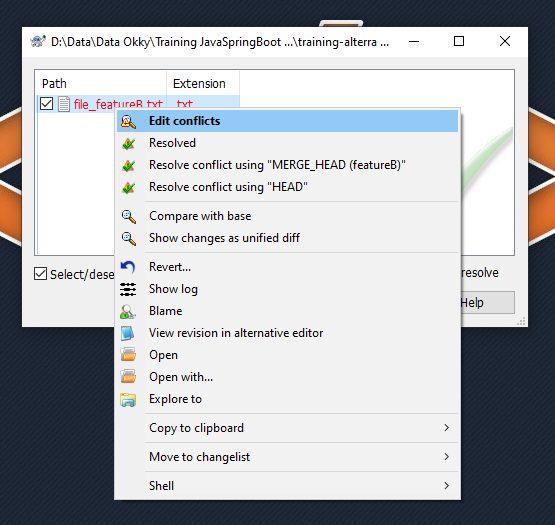 D:\Data\Data Okky\Training JavaSpringBoot ...\training-alterra ...
Path Extension
file_featureB.txt .txt
Edit conflicts
Resolved
Resolve conflict using "MERGE_HEAD (featureB)"
Resolve conflict using "HEAD"
Compare with base
Show changes as unified diff
Revert...
Select/dese
resolve
Show log
Help
Blame
View revision in alternative editor
Open
Open with...
Explore to
Copy to clipboard
Move to changelist
Shell